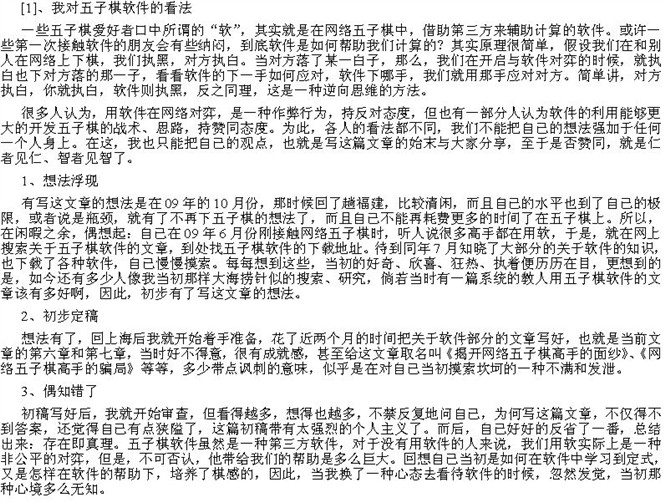 [1]、我对五子棋软件的看法
一些五子棋爱好者口中所谓的“软”，其实就是在网络五子棋中，借助第三方来辅助计算的软件。或许一
些第一次接触软件的朋友会有些纳闷，到底软件是如何帮助我们计算的？其实原理很简单，假设我们在和别
人在网络上下棋，我们执黑，对方执白。当对方落了某一白子，那么，我们在开启与软件对弈的时候，就执
白也下对方落的那一子，看看软件的下一手如何应对，软件下哪手，我们就用那手应对对方。简单讲，对方
执白，你就执白，软件则执黑，反之同理，这是一种逆向思维的方法。
很多人认为，用软件在网络对弈，是一种作弊行为，持反对态度，但也有一部分人认为软件的利用能够更
大的开发五子棋的战术、思路，持赞同态度。为此，各人的看法都不同，我们不能把自己的想法强加于任何
一个人身上。在这，我也只能把自己的观点，也就是写这篇文章的始末与大家分享，至于是否赞同，就是仁
者见仁、智者见智了。
1、想法浮现
有写这文章的想法是在 09 年的 10 月份，那时候回了趟福建，比较清闲，而且自己的水平也到了自己的极
限，或者说是瓶颈，就有了不再下五子棋的想法了，而且自己不能再耗费更多的时间了在五子棋上。所以，
在闲暇之余，偶想起：自己在 09 年 6 月份刚接触网络五子棋时，听人说很多高手都在用软，于是，就在网上
搜索关于五子棋软件的文章，到处找五子棋软件的下载地址。待到同年 7 月知晓了大部分的关于软件的知识，
也下载了各种软件，自己慢慢摸索。每每想到这些，当初的好奇、欣喜、狂热、执着便历历在目，更想到的
是，如今还有多少人像我当初那样大海捞针似的搜索、研究，倘若当时有一篇系统的教人用五子棋软件的文
章该有多好啊，因此，初步有了写这文章的想法。
2、初步定稿
想法有了，回上海后我就开始着手准备，花了近两个月的时间把关于软件部分的文章写好，也就是当前文
章的第六章和第七章，当时好不得意，很有成就感，甚至给这文章取名叫《揭开网络五子棋高手的面纱》、《网
络五子棋高手的骗局》等等，多少带点讽刺的意味，似乎是在对自己当初摸索坎坷的一种不满和发泄。
3、偶知错了
初稿写好后，我就开始审查，但看得越多，想得也越多，不禁反复地问自己，为何写这篇文章，不仅得不
到答案，还觉得自己有点狭隘了，这篇初稿带有太强烈的个人主义了。而后，自己好好的反省了一番，总结
出来：存在即真理。五子棋软件虽然是一种第三方软件，对于没有用软件的人来说，我们用软实际上是一种
非公平的对弈，但是，不可否认，他带给我们的帮助是多么巨大。回想自己当初是如何在软件中学习到定式，
又是怎样在软件的帮助下，培养了棋感的，因此，当我换了一种心态去看待软件的时候，忽然发觉，当初那
种心境多么无知。